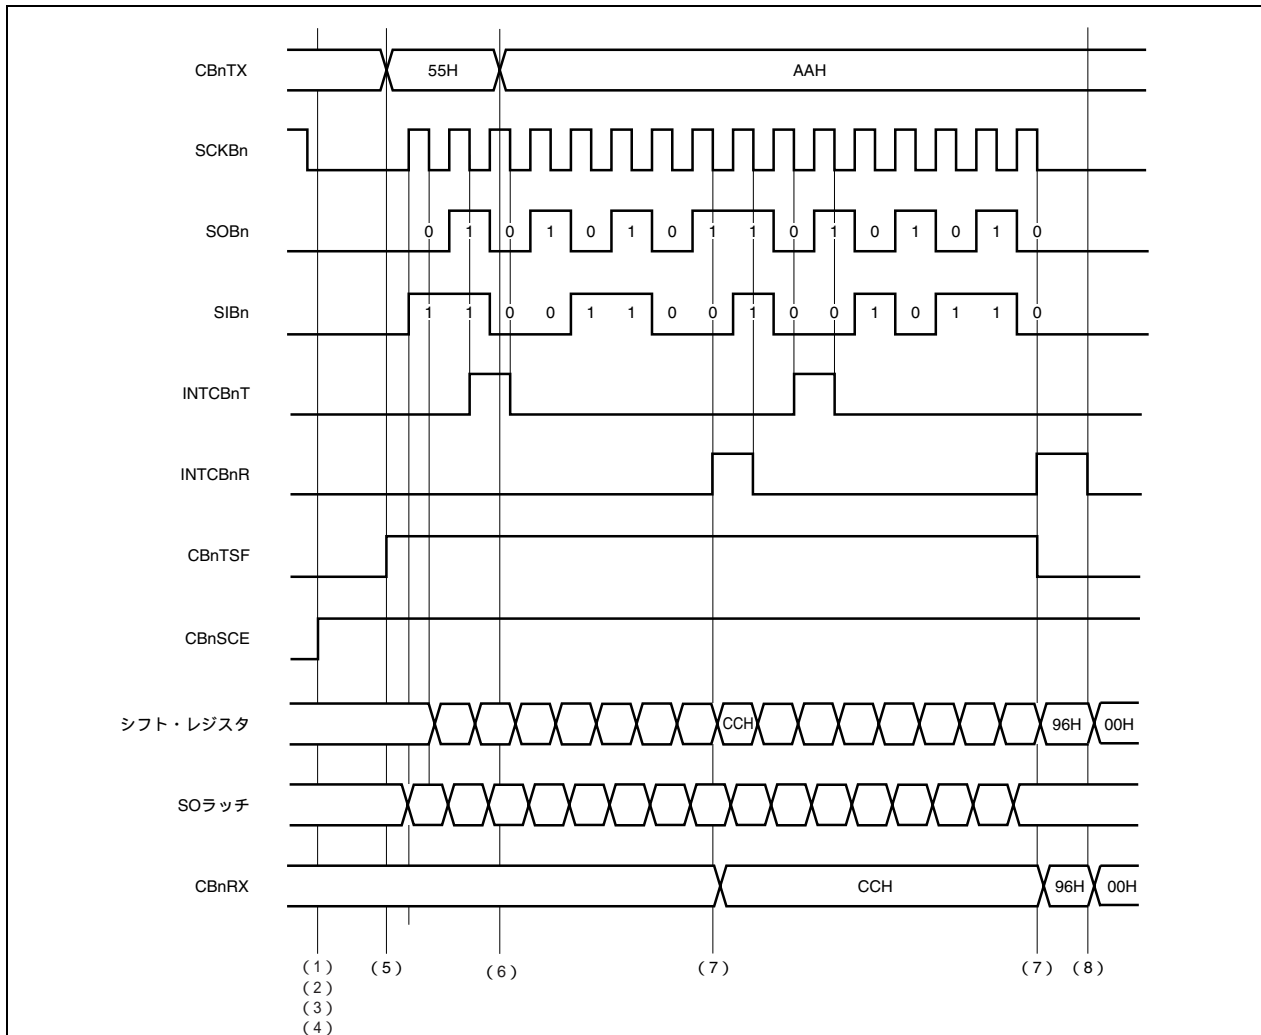 CBnTX 55H AAH
SCKBn
SOBn 0 1 0 1 0 1 0 1 1 0 1 0 1 0 1 0
SIBn 1 1 0 0 1 1 0 0 1 0 0 1 0 1 1 0
INTCBnT
INTCBnR
CBnTSF
CBnSCE
シフト・レジスタ CCH 96H 00H
SOラッチ
CBnRX CCH 96H 00H
(1) (5) (6) (7) (7) (8)
(2)
(3)
(4)